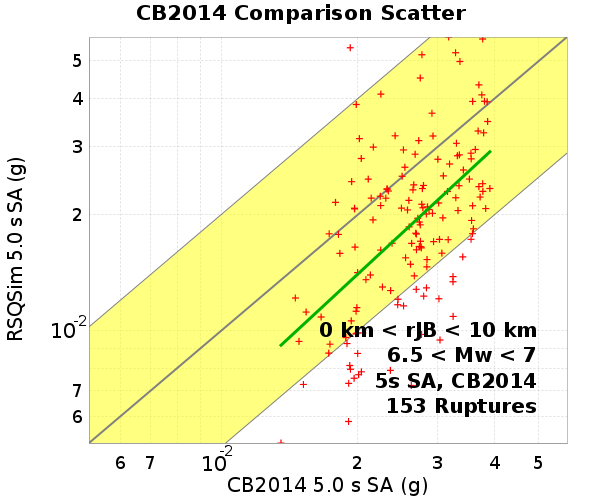 CB2014 Comparison Scatter
RSQSim 5.0 s SA (g)
5
4
3
2
10-2
7
6
0 km < rJB < 10 km
6.5 < Mw < 7
5s SA, CB2014
153 Ruptures
6 7 10-2 2 3 4 5
CB2014 5.0 s SA (g)